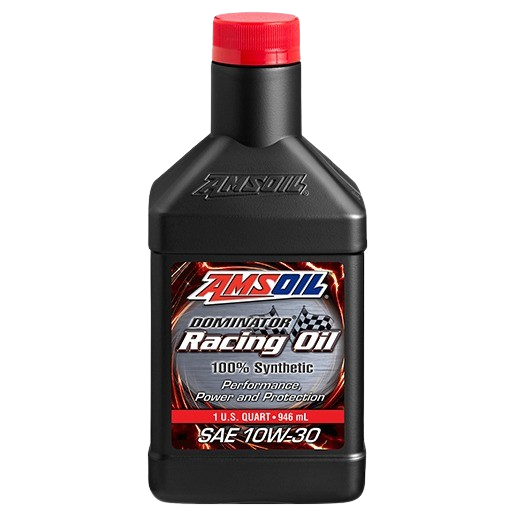 AMSOIL®
AMSOIL®
DOMINATOR
Racing Oil
100% Synthetic
Performance,
Power and Protection
1 U.S. QUART • 946 mL
SAE 10W-30